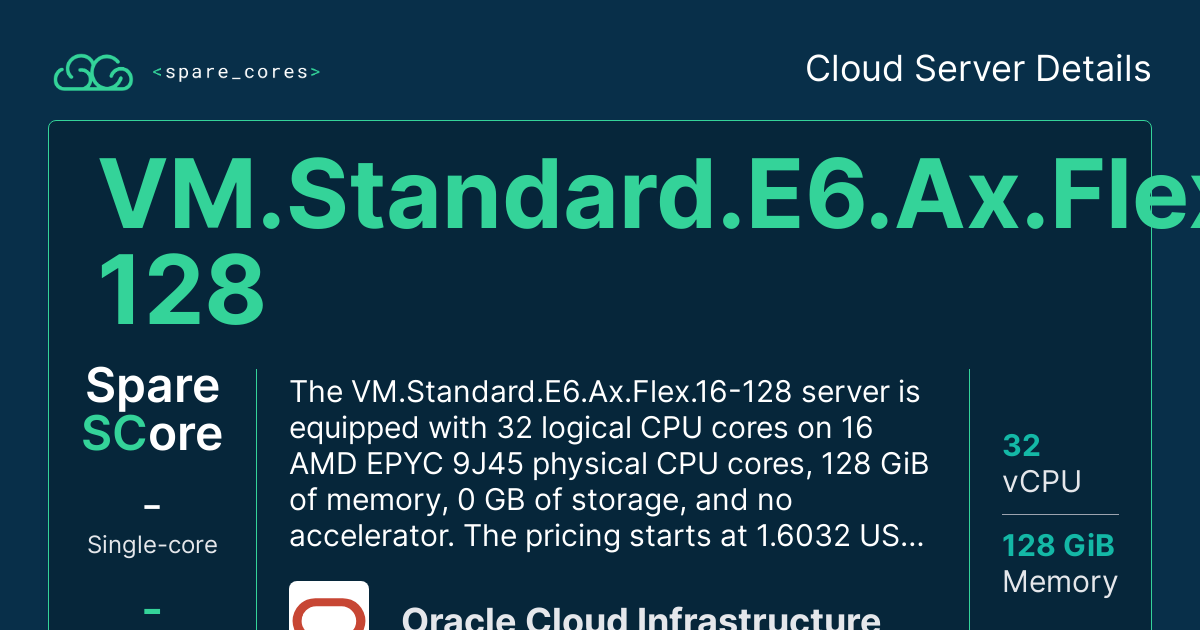 <spare_cores>
Cloud Server Details
VM.Standard.E6.Ax.Flex
128
Spare
SCore
-
Single-core
-
The VM.Standard.E6.Ax.Flex.16-128 server is
equipped with 32 logical CPU cores on 16
AMD EPYC 9J45 physical CPU cores, 128 GiB
of memory, 0 GB of storage, and no
accelerator. The pricing starts at 1.6032 US...
Oracle Cloud Infrastructure
32
vCPU
128 GiB
Memory